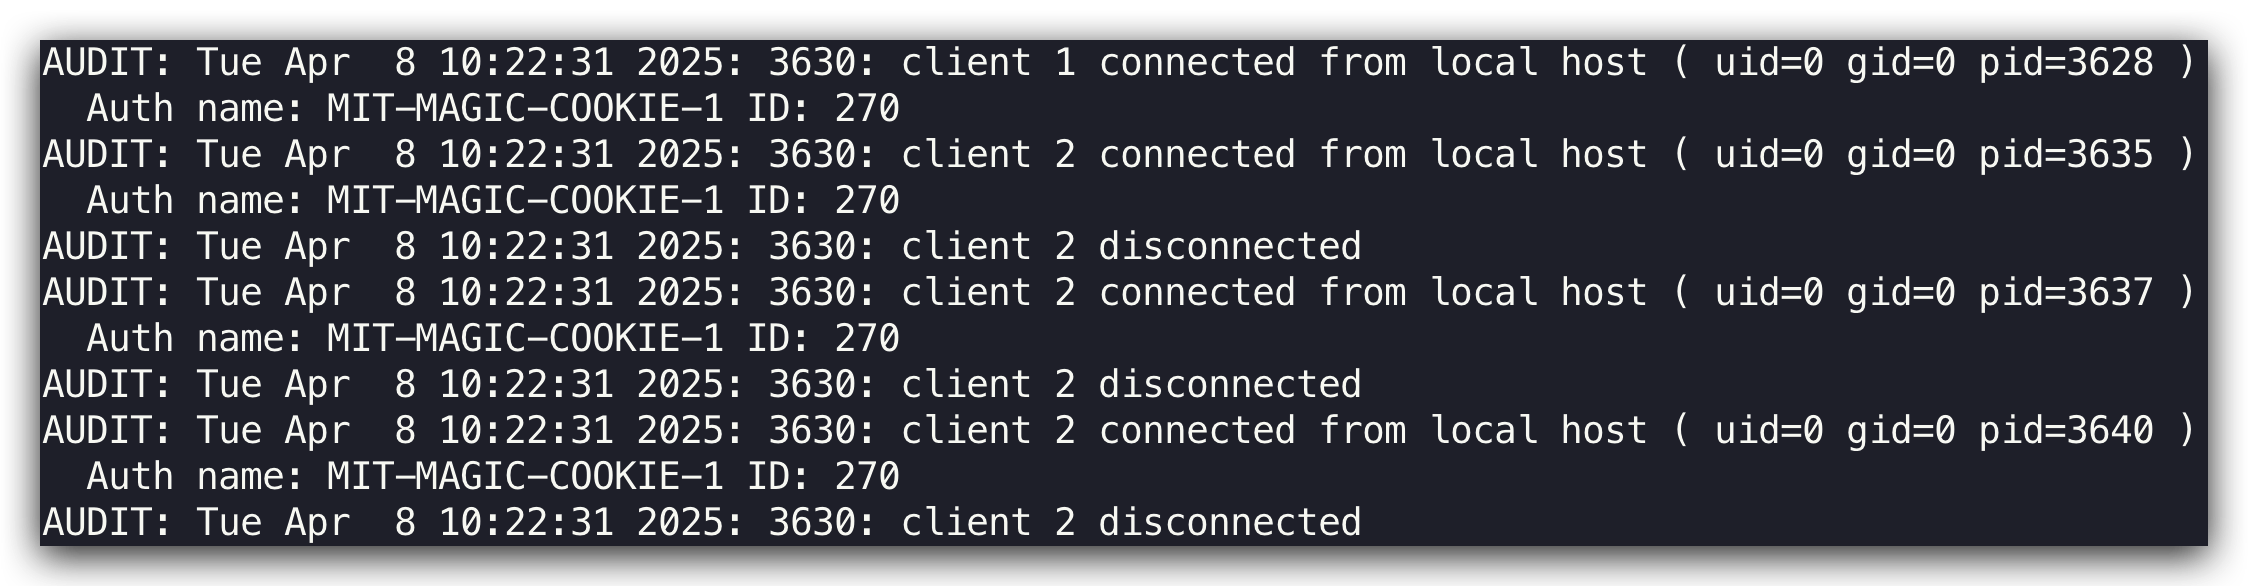 AUDIT: Tue Apr  8 10:22:31 2025: 3630: client 1 connected from local host ( uid=0 gid=0 pid=3628 )
  Auth name: MIT-MAGIC-COOKIE-1 ID: 270
AUDIT: Tue Apr  8 10:22:31 2025: 3630: client 2 connected from local host ( uid=0 gid=0 pid=3635 )
  Auth name: MIT-MAGIC-COOKIE-1 ID: 270
AUDIT: Tue Apr  8 10:22:31 2025: 3630: client 2 disconnected
AUDIT: Tue Apr  8 10:22:31 2025: 3630: client 2 connected from local host ( uid=0 gid=0 pid=3637 )
  Auth name: MIT-MAGIC-COOKIE-1 ID: 270
AUDIT: Tue Apr  8 10:22:31 2025: 3630: client 2 disconnected
AUDIT: Tue Apr  8 10:22:31 2025: 3630: client 2 connected from local host ( uid=0 gid=0 pid=3640 )
  Auth name: MIT-MAGIC-COOKIE-1 ID: 270
AUDIT: Tue Apr  8 10:22:31 2025: 3630: client 2 disconnected